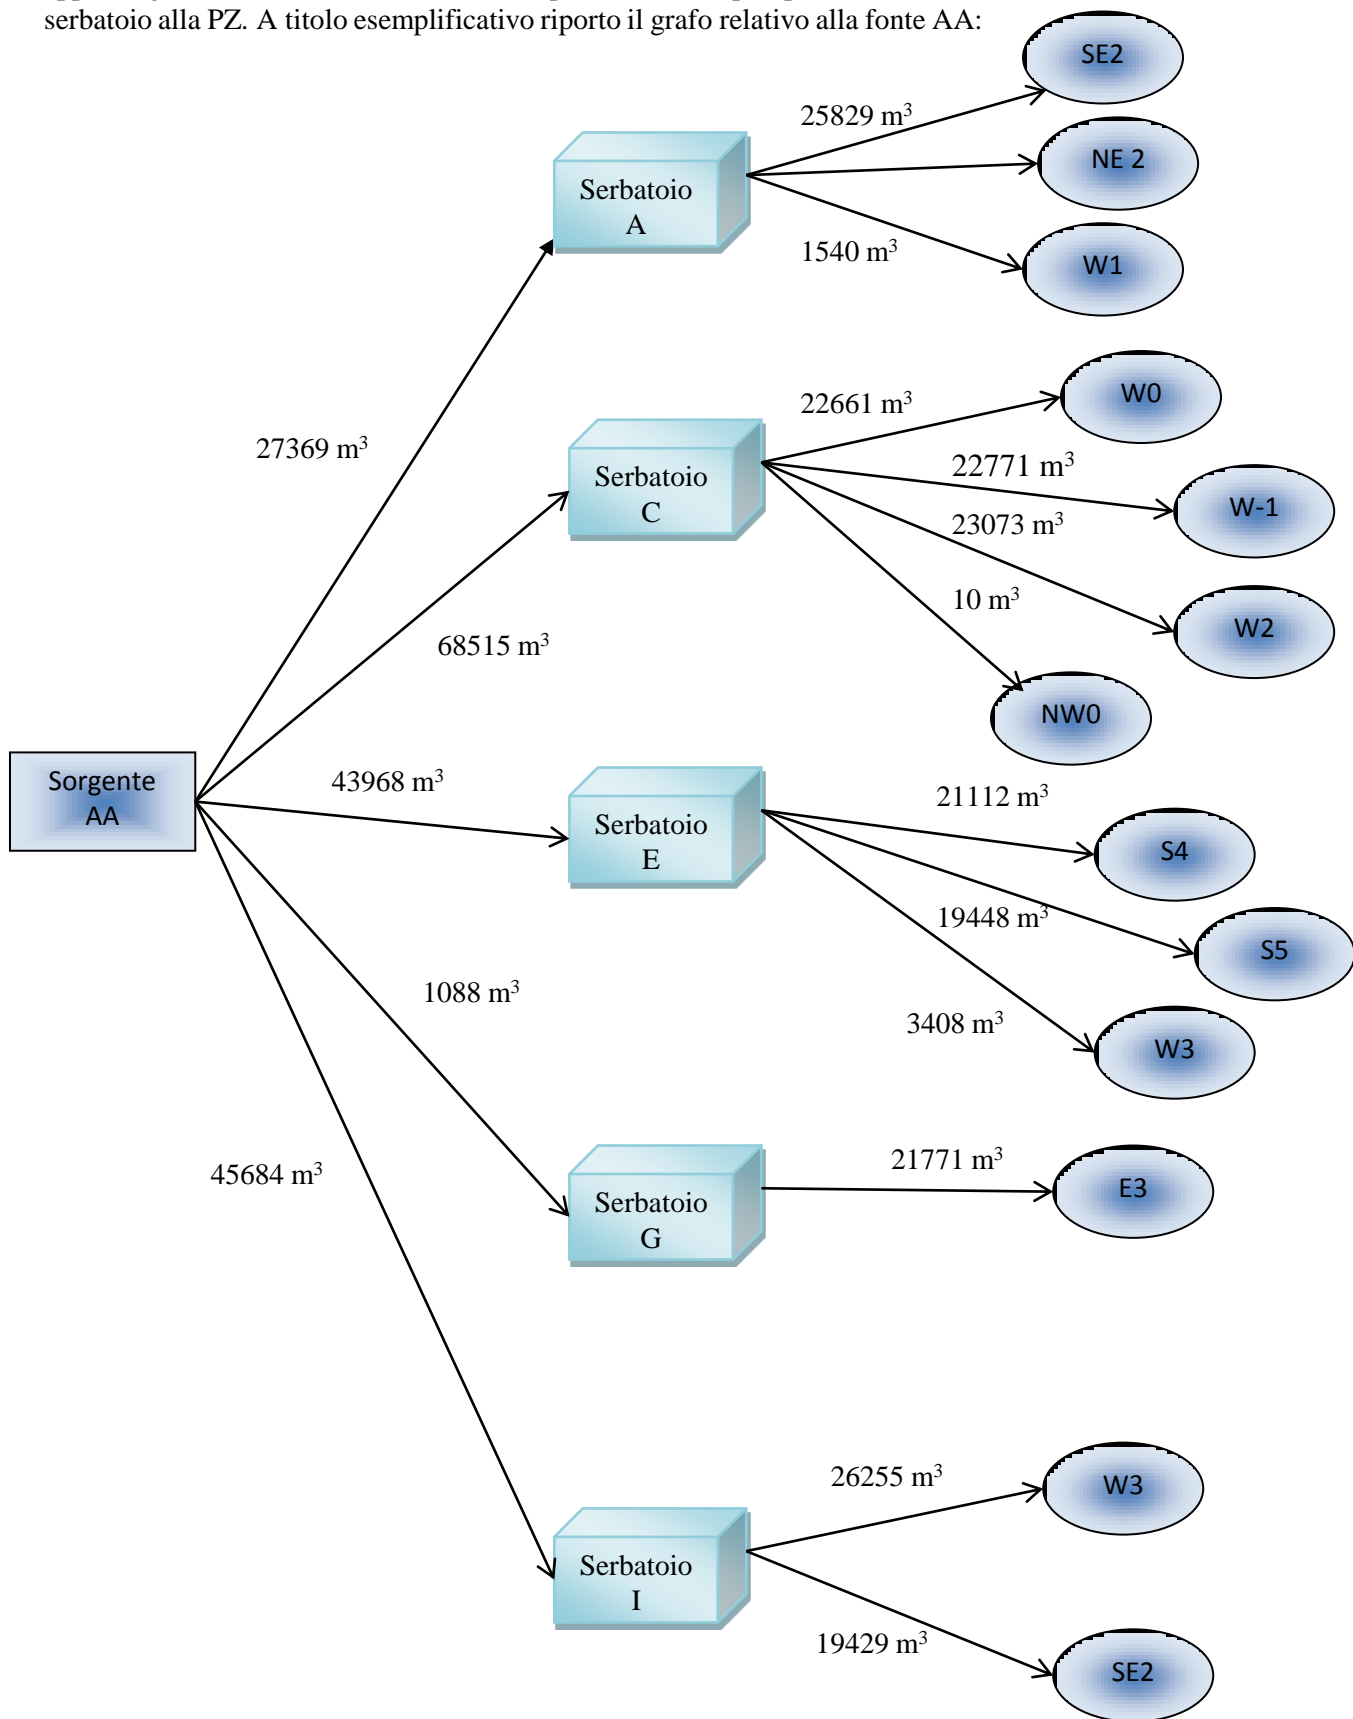 serbatoio alla PZ. A titolo esemplificativo riporto il grafo relativo alla fonte AA:
SE2
25829 m³
NE 2
Serbatoio
A
1540 m³
W1
W0
22661 m³
27369 m³
22771 m³
Serbatoio
C
W-1
23073 m³
10 m³
W2
68515 m³
NW0
Sorgente
AA
43968 m³
21112 m³
Serbatoio
E
S4
19448 m³
S5
1088 m³
3408 m³
W3
45684 m³
21771 m³
Serbatoio
G
E3
26255 m³
W3
Serbatoio
I
19429 m³
SE2